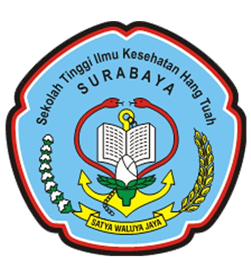 Sekolah Tinggi Ilmu Kesehatan Hang Tuah
SURABAYA
SATYA WALUYA JAYA